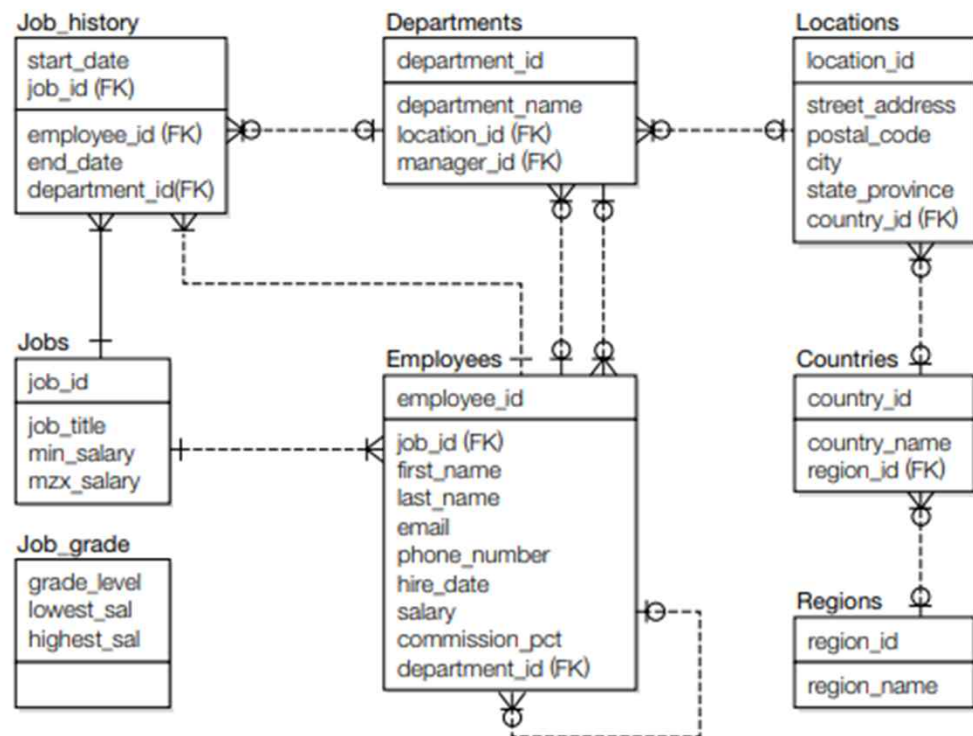 Job_history
start_date
job_id (FK)
employee_id (FK)
end_date
department_id(FK)
Departments
department_id
department_name
location_id (FK)
manager_id (FK)
Locations
location_id
street_address
postal_code
city
state_province
country_id (FK)
Jobs
job_id
job_title
min_salary
mzx_salary
Employees
employee_id
job_id (FK)
first_name
last_name
email
phone_number
hire_date
salary
commission_pct
department_id (FK)
Countries
country_id
country_name
region_id (FK)
Job_grade
grade_level
lowest_sal
highest_sal
Regions
region_id
region_name